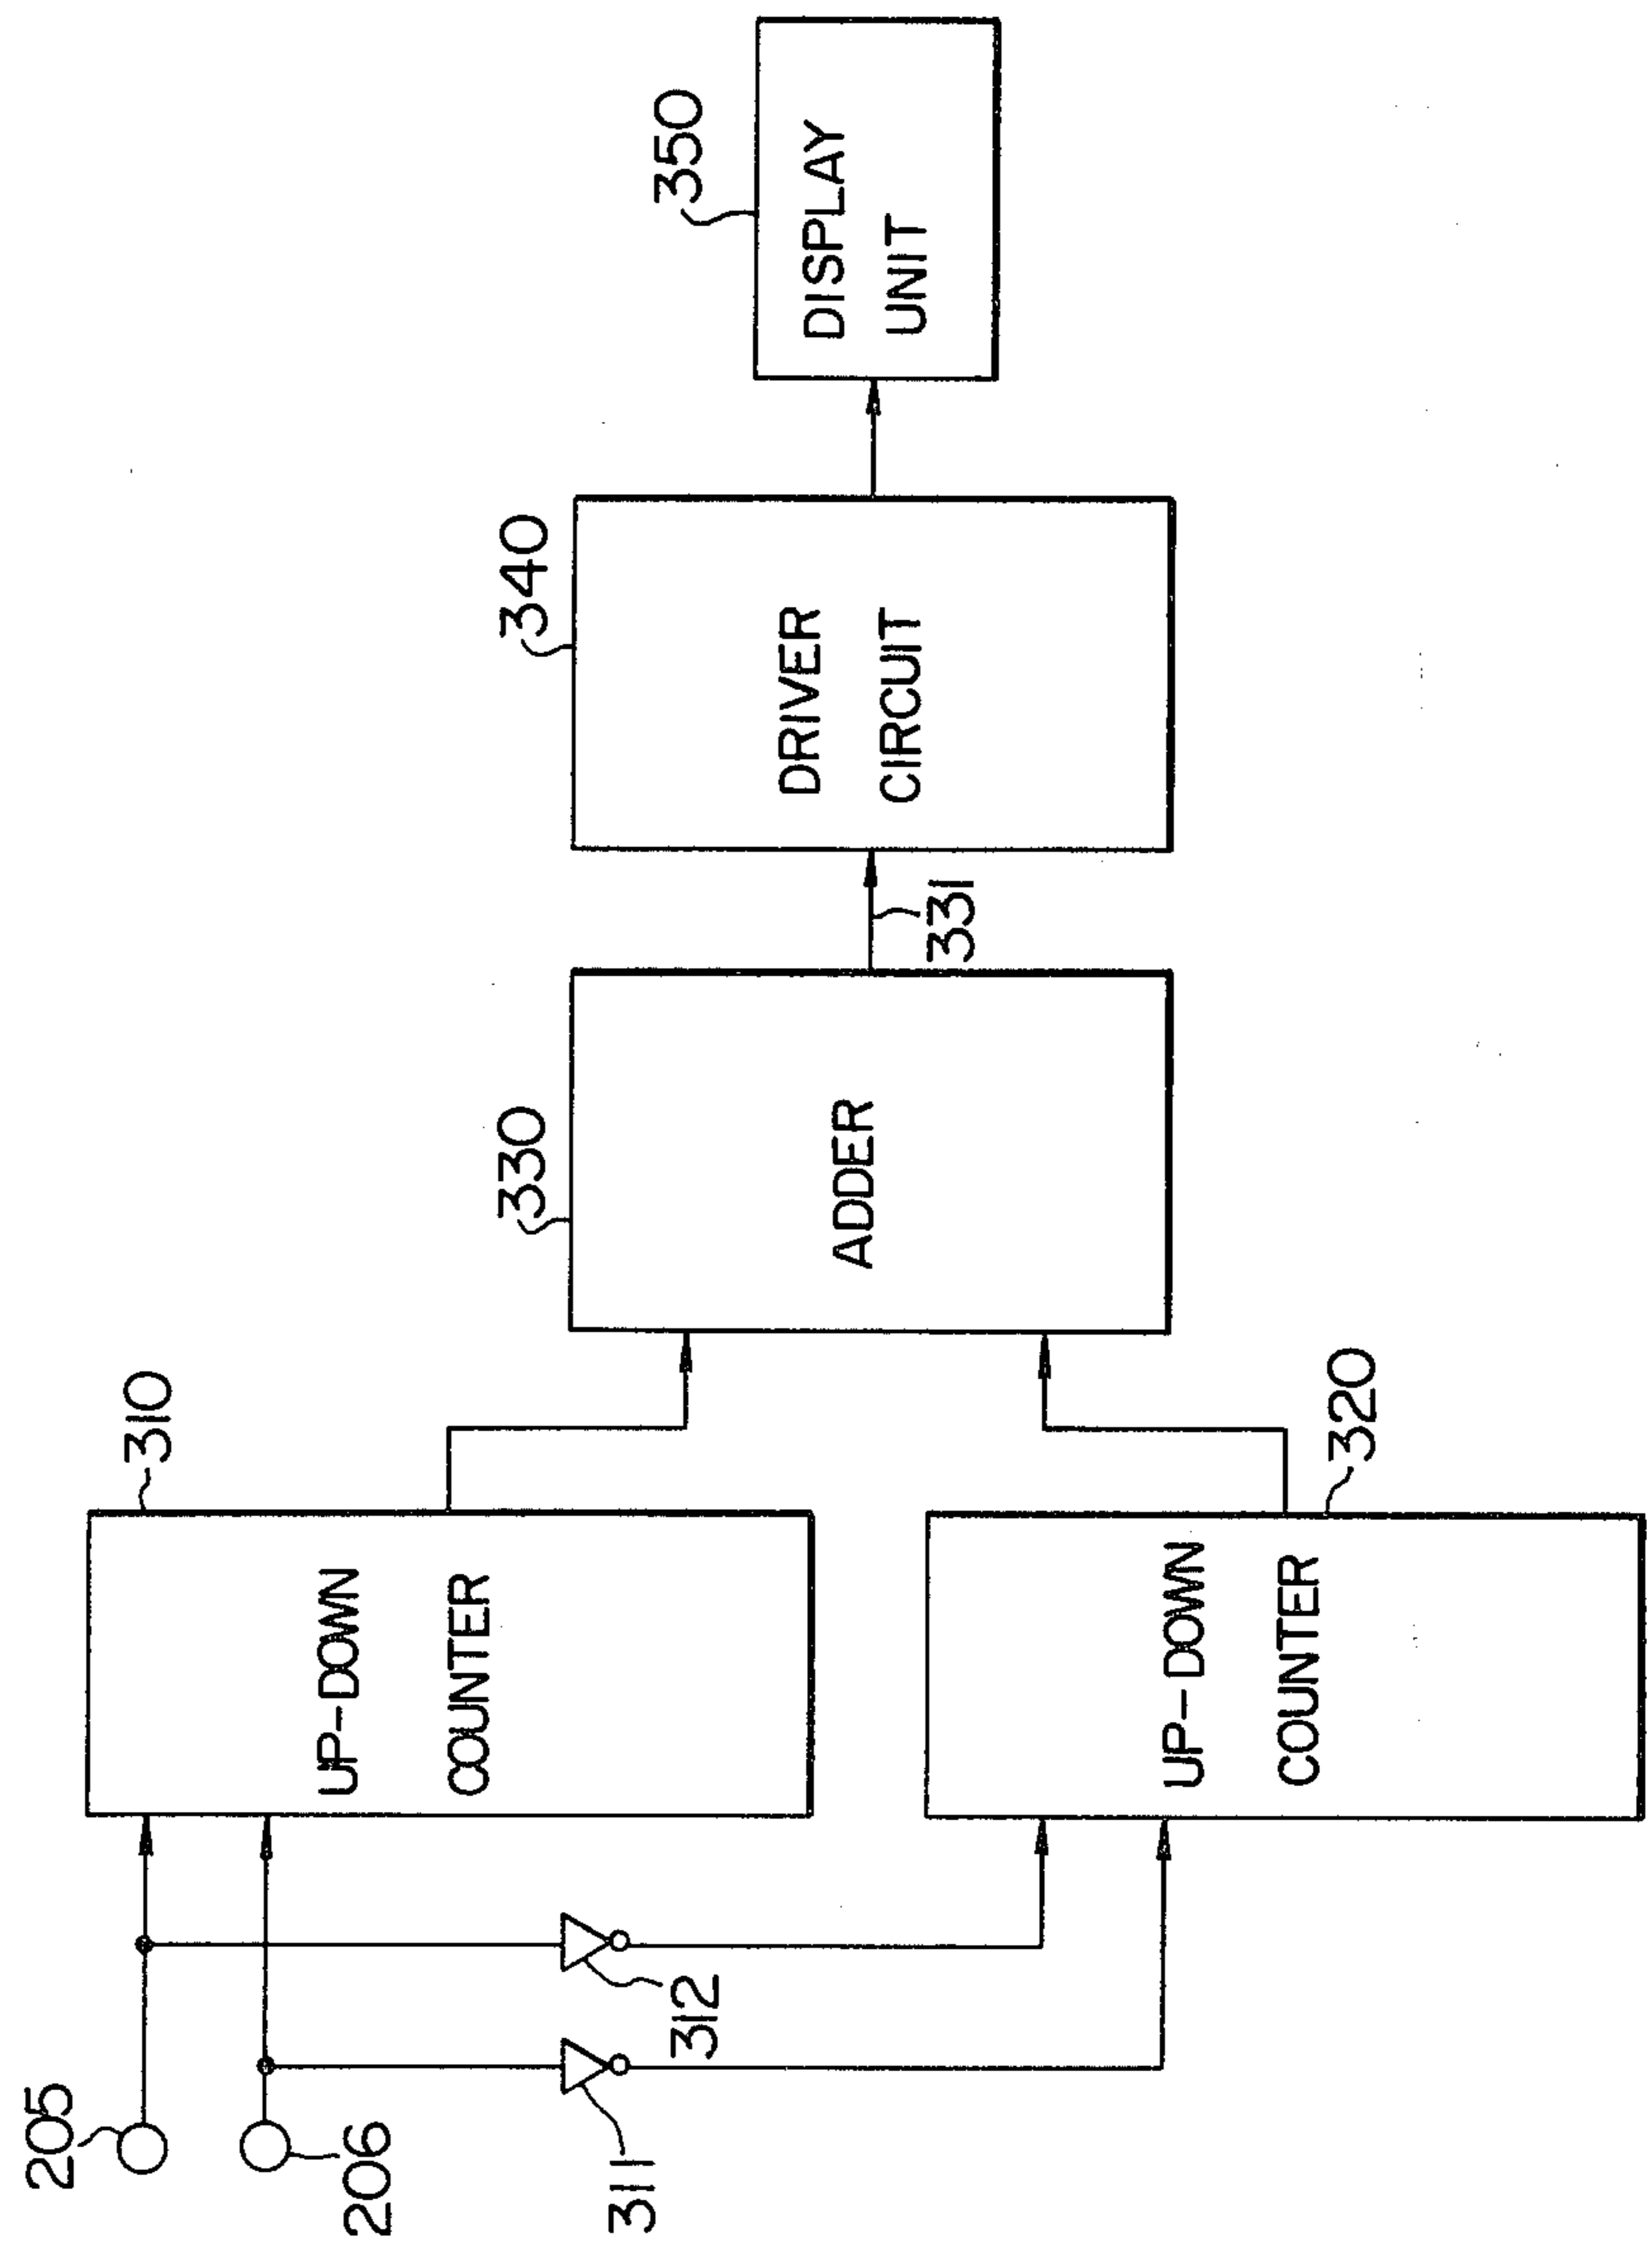 205
206
311
312
310
UP-DOWN
COUNTER
320
UP-DOWN
COUNTER
330
ADDER
331
340
DRIVER
CIRCUIT
350
DISPLAY
UNIT